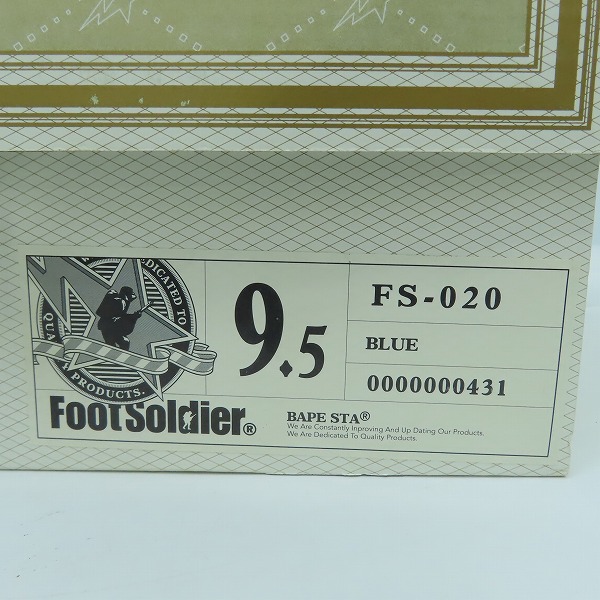 DEDICATED TO
QUA
PRODUCTS.
FootSoldier®
9.5
FS-020
BLUE
0000000431
BAPE STA®
We Are Constantly Inproving And Up Dating Our Products.
We Are Dedicated To Quality Products.